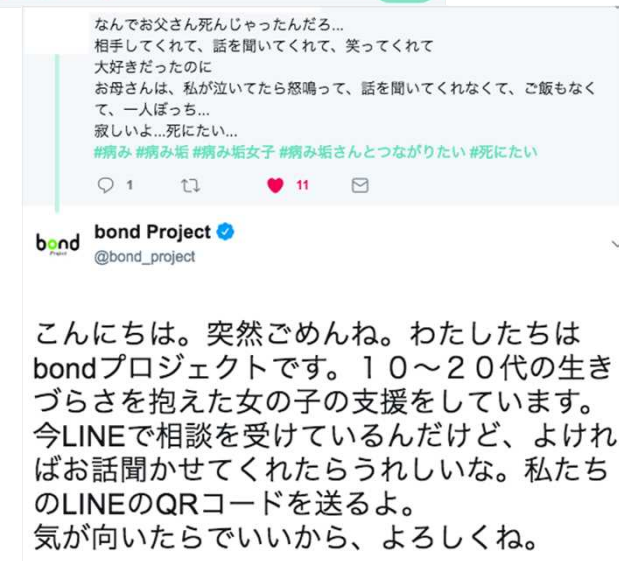 なんでお父さん死んじゃったんだろ...
相手してくれて、話を聞いてくれて、笑ってくれて
大好きだったのに
お母さんは、私が泣いてたら怒鳴って、話を聞いてくれなくて、ご飯もなく
て、一人ぼっち...
寂しいよ...死にたい...
#病み #病み垢 #病み垢女子 #病み垢さんとつながりたい #死にたい
1 11
bond Project
bond Project
@bond_project
こんにちは。突然ごめんね。わたしたちは
bondプロジェクトです。１０～２０代の生き
づらさを抱えた女の子の支援をしています。
今LINEで相談を受けているんだけど、よけれ
ばお話聞かせてくれたらうれしいな。私たち
のLINEのQRコードを送るよ。
気が向いたらでいいから、よろしくね。